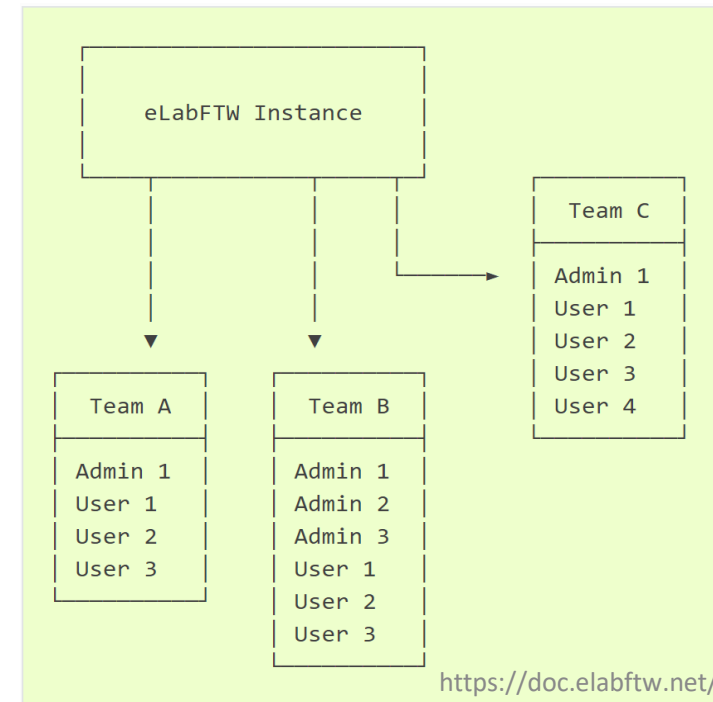 eLabFTW Instance
Team C
Admin 1
User 1
User 2
User 3
User 4
Team A
Admin 1
User 1
User 2
User 3
Team B
Admin 1
Admin 2
Admin 3
User 1
User 2
User 3
https://doc.elabftw.net/